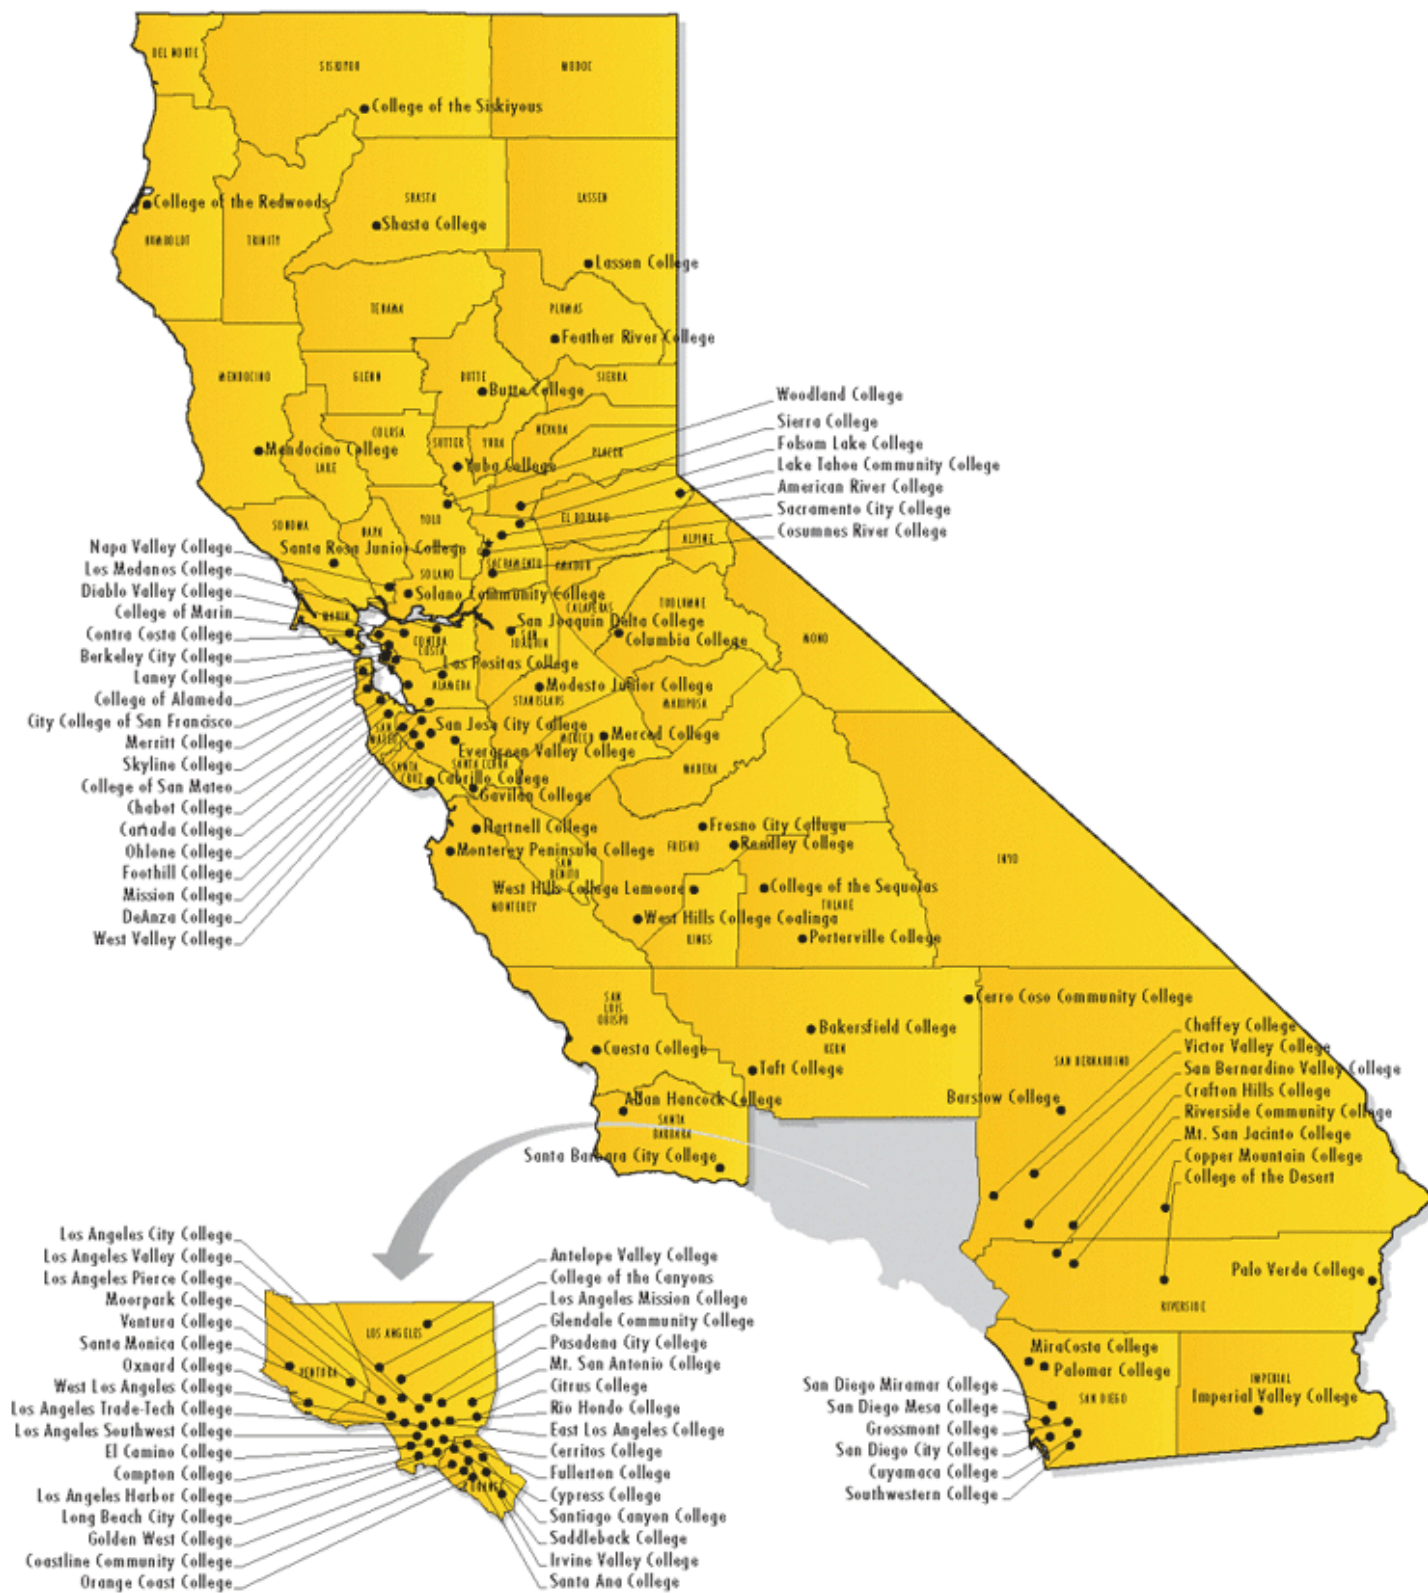 DEL NORTE
SISKIYOU
MODOC
College of the Siskiyous
College of the Redwoods
SHASTA
LASSEN
Shasta College
HUMBOLDT
TRINITY
Lassen College
TEHAMA
PLUMAS
Feather River College
MENDOCINO
GLENN
BUTTE
SIERRA
Butte College
Woodland College
Sierra College
Folsom Lake College
Lake Tahoe Community College
American River College
Sacramento City College
Cosumnes River College
COLUSA
SUTTER
YUBA
NEVADA
PLACER
Mendocino College
LAKE
Yuba College
SONOMA
NAPA
YOLO
EL DORADO
ALPINE
Santa Rosa Junior College
SACRAMENTO
AMADOR
SOLANO
Solano Community College
CALAVERAS
TUOLUMNE
MARIN
San Joaquin Delta College
SAN
JOAQUIN
Columbia College
MONO
CONTRA
COSTA
Las Positas College
ALAMEDA
Modesto Junior College
STANISLAUS
MARIPOSA
Napa Valley College
Los Medanos College
Diablo Valley College
College of Marin
Contra Costa College
Berkeley City College
Laney College
College of Alameda
City College of San Francisco
Merritt College
Skyline College
College of San Mateo
Chabot College
Cañada College
Ohlone College
Foothill College
Mission College
DeAnza College
West Valley College
SAN
MATEO
San Jose City College
MERCED
Merced College
Evergreen Valley College
SANTA CLARA
SANTA
CRUZ
MADERA
Cabrillo College
Gavilan College
Hartnell College
Fresno City College
Monterey Peninsula College
FRESNO
Reedley College
INYO
SAN
BENITO
West Hills College Lemoore
College of the Sequoias
MONTEREY
TULARE
West Hills College Coalinga
KINGS
Porterville College
SAN
LUIS
OBISPO
Cerro Coso Community College
Bakersfield College
KERN
Cuesta College
Taft College
SAN BERNARDINO
Chaffey College
Victor Valley College
San Bernardino Valley College
Crafton Hills College
Riverside Community College
Mt. San Jacinto College
Copper Mountain College
College of the Desert
Barstow College
Allan Hancock College
SANTA
BARBARA
Santa Barbara City College
Palo Verde College
RIVERSIDE
MiraCosta College
Palomar College
SAN DIEGO
IMPERIAL
Imperial Valley College
San Diego Miramar College
San Diego Mesa College
Grossmont College
San Diego City College
Cuyamaca College
Southwestern College
Los Angeles City College
Los Angeles Valley College
Los Angeles Pierce College
Moorpark College
Ventura College
Santa Monica College
Oxnard College
West Los Angeles College
Los Angeles Trade-Tech College
Los Angeles Southwest College
El Camino College
Compton College
Los Angeles Harbor College
Long Beach City College
Golden West College
Coastline Community College
Orange Coast College
LOS ANGELES
VENTURA
ORANGE
Antelope Valley College
College of the Canyons
Los Angeles Mission College
Glendale Community College
Pasadena City College
Mt. San Antonio College
Citrus College
Rio Hondo College
East Los Angeles College
Cerritos College
Fullerton College
Cypress College
Santiago Canyon College
Saddleback College
Irvine Valley College
Santa Ana College